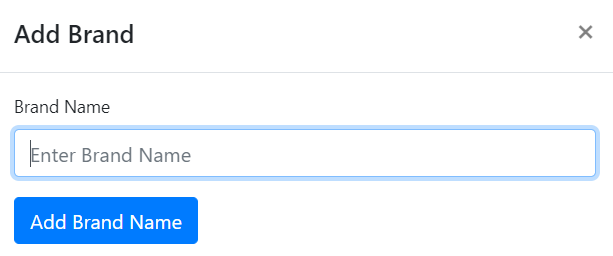 Add Brand ×
Brand Name
Enter Brand Name
Add Brand Name